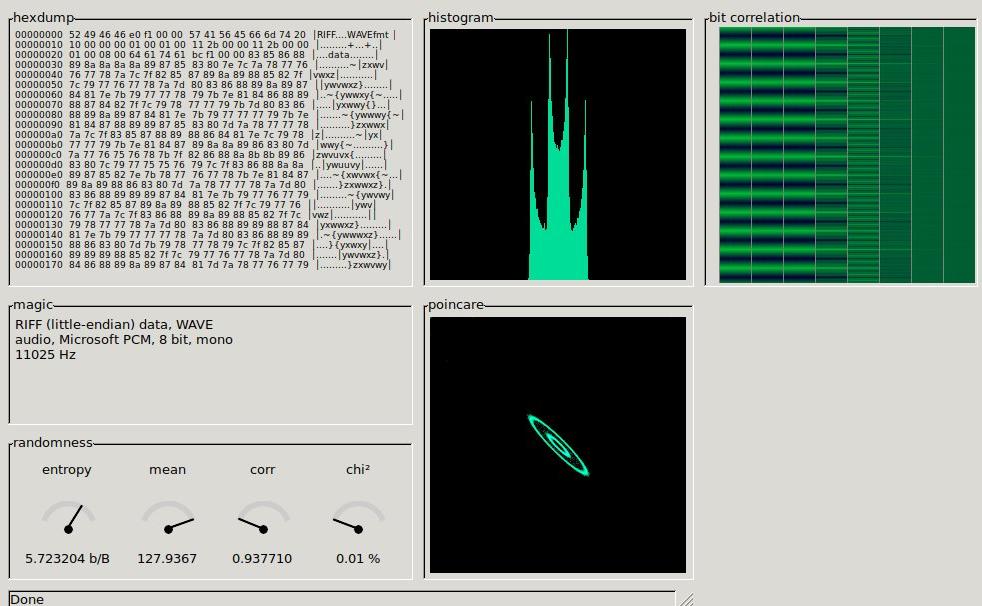 hexdump
00000000 52 49 46 46 e0 f1 00 00 57 41 56 45 66 6d 74 20 |RIFF....WAVEfmt |
00000010 10 00 00 00 01 00 01 00 11 2b 00 00 11 2b 00 00 |.........+...+..|
00000020 01 00 08 00 64 61 74 61 bc f1 00 00 83 85 86 88 |....data........|
00000030 89 8a 8a 8a 8a 89 87 85 83 80 7e 7c 7a 78 77 76 |..........~|zxwv|
00000040 76 77 78 7a 7c 7f 82 85 87 89 8a 89 88 85 82 7f |vwxz|...........|
00000050 7c 79 77 76 77 78 7a 7d 80 83 86 88 89 8a 89 87 ||ywvwxz}........|
00000060 84 81 7e 7b 79 77 77 78 79 7b 7e 81 84 86 88 89 |..~{ywwxy{~.....|
00000070 88 87 84 82 7f 7c 79 78 77 77 79 7b 7d 80 83 86 |.....|yxwwy{}...|
00000080 88 89 8a 89 87 84 81 7e 7b 79 77 77 77 79 7b 7e |.......~{ywwwy{~|
00000090 81 84 87 88 89 89 87 85 83 80 7d 7a 78 77 77 78 |..........}zxwwx|
000000a0 7a 7c 7f 83 85 87 88 89 88 86 84 81 7e 7c 79 78 |z|..........~|yx|
000000b0 77 77 79 7b 7e 81 84 87 89 8a 8a 89 86 83 80 7d |wwy{~..........}|
000000c0 7a 77 76 75 76 78 7b 7f 82 86 88 8a 8b 8b 89 86 |zwvuvx{.........|
000000d0 83 80 7c 79 77 75 75 76 79 7c 7f 83 86 88 8a 8a |..|ywuuvy|......|
000000e0 89 87 85 82 7e 7b 78 77 76 77 78 7b 7e 81 84 87 |....~{xwvwx{~...|
000000f0 89 8a 89 88 86 83 80 7d 7a 78 77 77 78 7a 7d 80 |.......}zxwwxz}.|
00000100 83 86 88 89 89 89 87 84 81 7e 7b 79 77 76 77 79 |.........~{ywvwy|
00000110 7c 7f 82 85 87 89 8a 89 88 85 82 7f 7c 79 77 76 ||...........|ywv|
00000120 76 77 7a 7c 7f 83 86 88 89 8a 89 88 85 82 7f 7c |vwz|...........||
00000130 79 78 77 77 78 7a 7d 80 83 86 88 89 89 88 87 84 |yxwwxz}.........|
00000140 81 7e 7b 79 77 77 77 78 7a 7d 80 83 86 88 89 89 |.~{ywwwxz}......|
00000150 88 86 83 80 7d 7b 79 78 77 78 79 7c 7f 82 85 87 |....}{yxwxy|....|
00000160 89 89 89 88 85 82 7f 7c 79 77 76 77 78 7a 7d 80 |.......|ywvwxz}.|
00000170 84 86 88 89 8a 89 87 84 81 7d 7a 78 77 76 77 79 |.........}zxwvwy|
histogram
bit correlation
magic
RIFF (little-endian) data, WAVE
audio, Microsoft PCM, 8 bit, mono
11025 Hz
poincare
randomness
entropy mean corr chi²
5.723204 b/B 127.9367 0.937710 0.01 %
Done